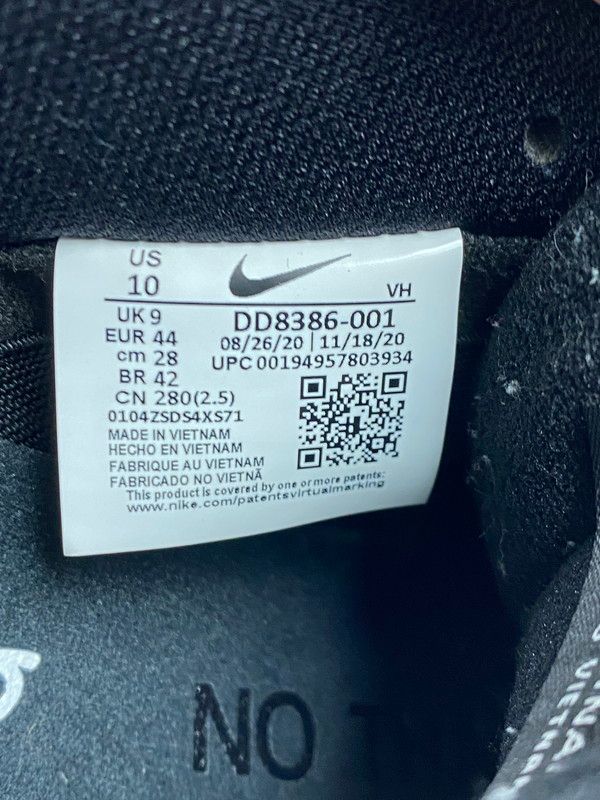 US
10
VH
UK 9
EUR 44
cm 28
BR 42
CN 280(2.5)
0104ZSDS4XS71
DD8386-001
08/26/20 | 11/18/20
UPC 00194957803934
MADE IN VIETNAM
HECHO EN VIETNAM
FABRIQUE AU VIETNAM
FABRICADO NO VIETNÃ
This product is covered by one or more patents:
www.nike.com/patentsvirtualmarking
NO
VIETNAM